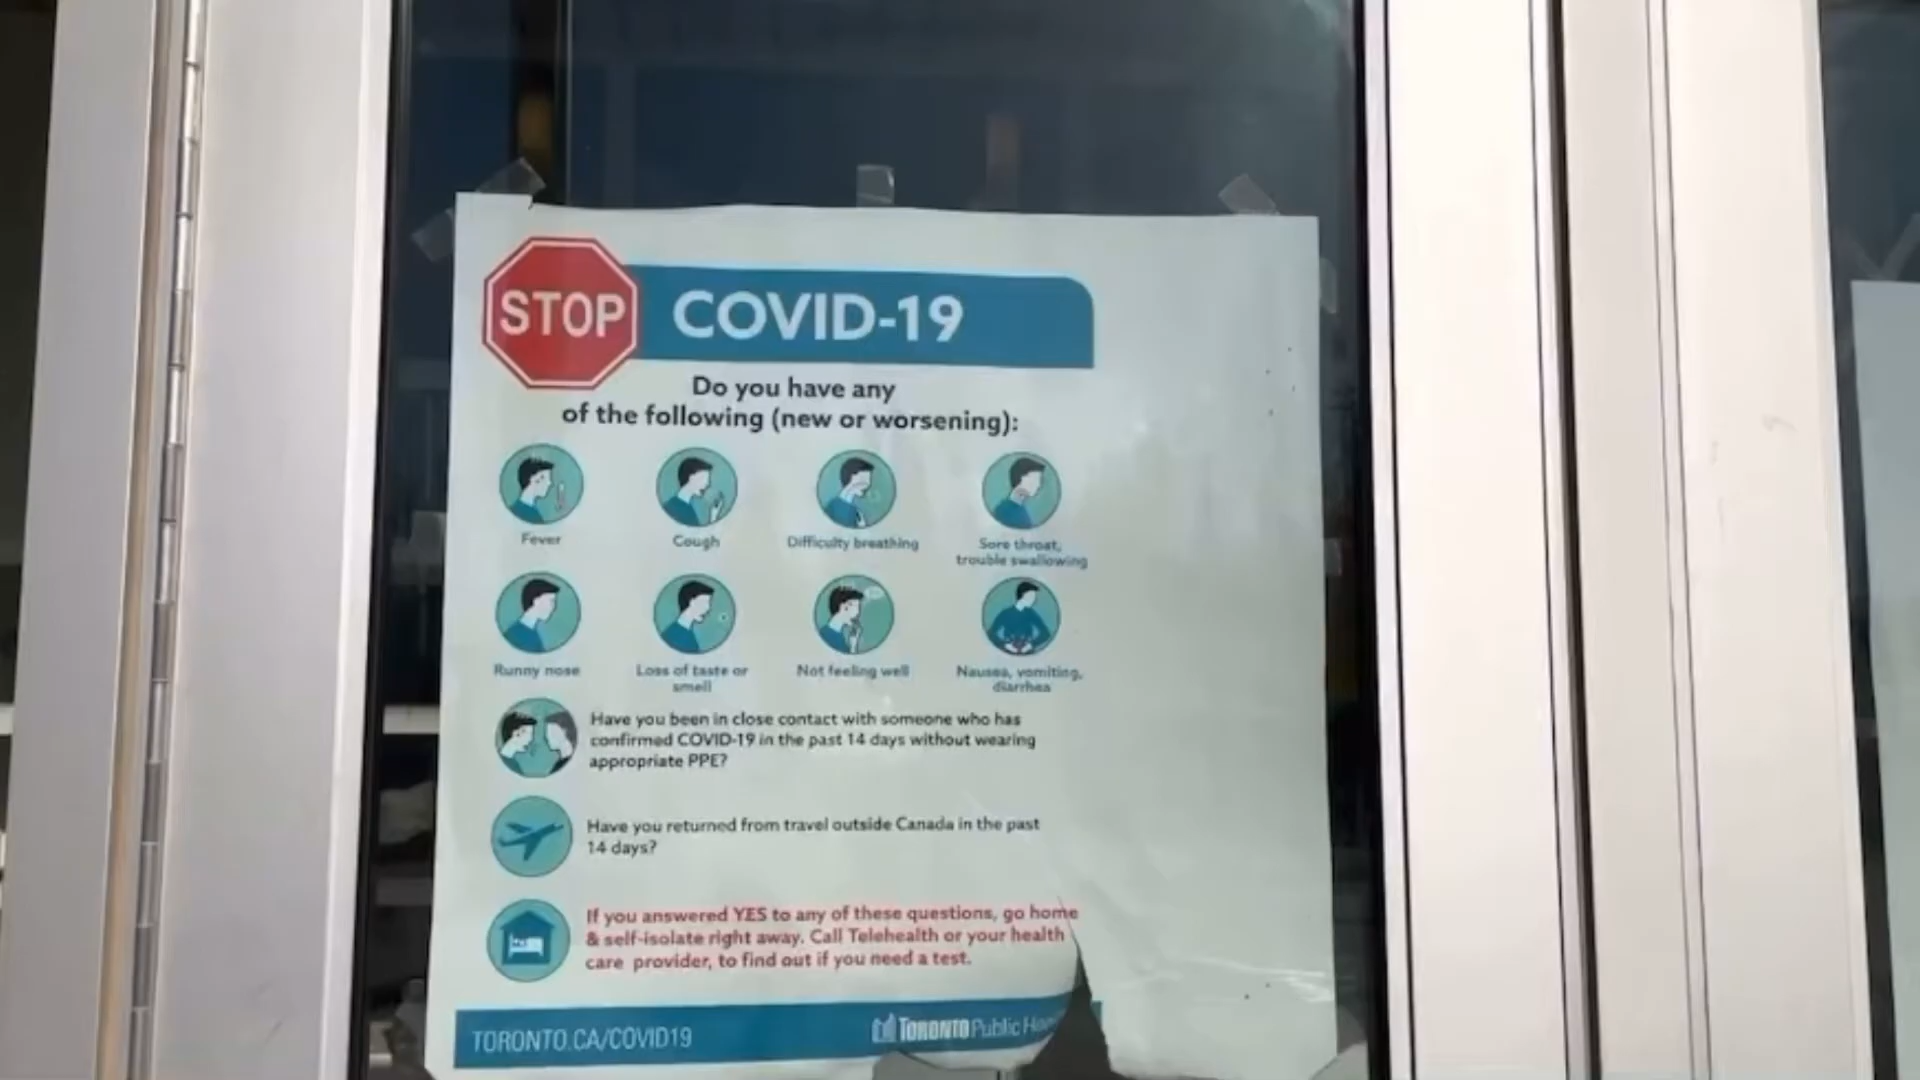 STOP
COVID-19
Do you have any
of the following (new or worsening):
Fever
Cough
Difficulty breathing
Sore throat,
trouble swallowing
Runny nose
Loss of taste or
smell
Not feeling well
Nausea, vomiting,
diarrhea
Have you been in close contact with someone who has
confirmed COVID-19 in the past 14 days without wearing
appropriate PPE?
Have you returned from travel outside Canada in the past
14 days?
If you answered YES to any of these questions, go home
& self-isolate right away. Call Telehealth or your health
care provider, to find out if you need a test.
TORONTO.CA/COVID19
TORONTO Public